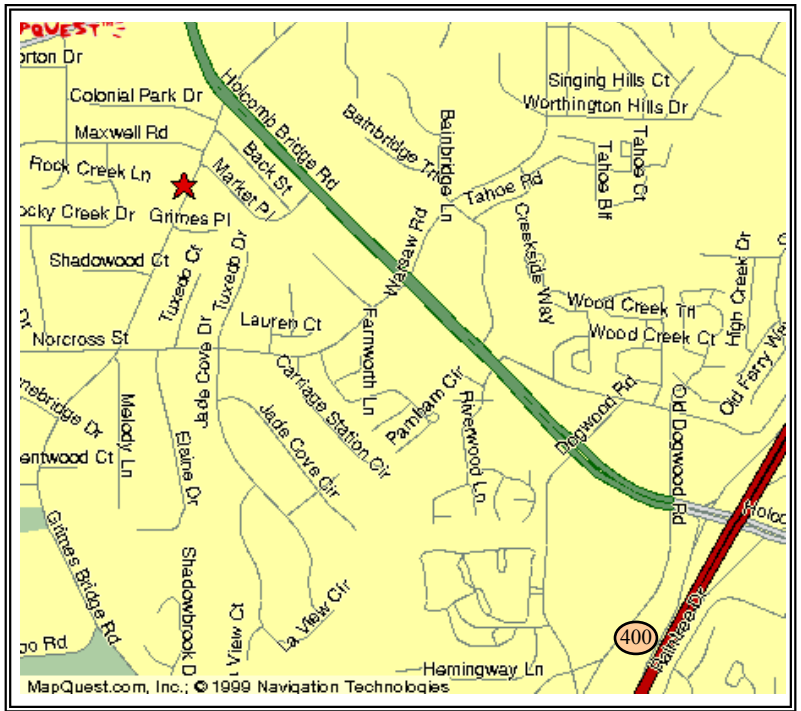 PQUEST
orton Dr
Colonial Park Dr
Holcomb Bridge Rd
Singing Hills Ct
Worthington Hills Dr
Maxwell Rd
Bainbridge
Bainbridge Ln
Back St
Rock Creek Ln
Market Pl
Tahoe Rd
Tahoe Blf
Tahoe Ct
ocky Creek Dr
Grimes Pl
Warsaw Rd
Creekside Way
Shadowood Ct
Tuxedo Ct
Tuxedo Dr
High Creek Dr
Wood Creek Trl
Wood Creek Ct
Dr
Norcross St
Lauren Ct
Farnworth Ln
Jade Cove Dr
Old Ferry Way
nebridge Dr
Melody Ln
Carriage Station Cir
Parnham Cir
Dogwood Rd
Old Dogwood Rd
Jade Cove Cir
Riverwood Ln
Elaine Dr
entwood Ct
Holco
Grimes Bridge Rd
Shadowbrook D
View Ct
La View Cir
400
Raintree Dr
go Rd
Hemingway Ln
MapQuest.com, Inc.; © 1999 Navigation Technologies